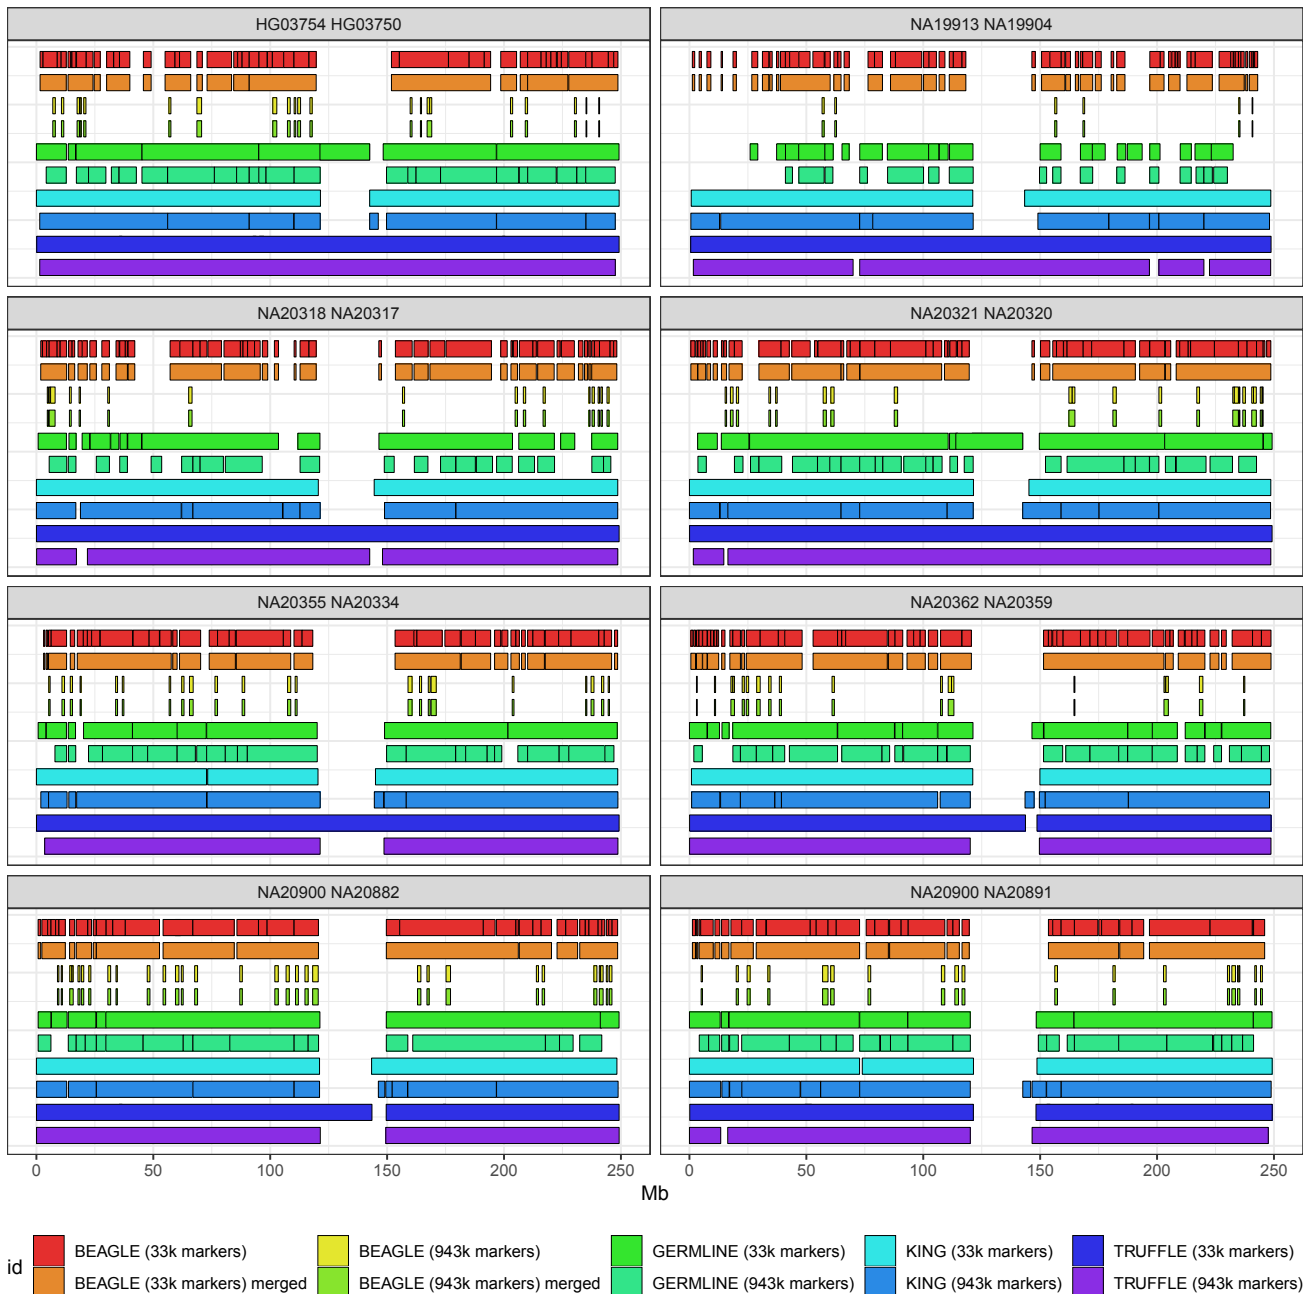 HG03754 HG03750
NA19913 NA19904
NA20318 NA20317
NA20321 NA20320
NA20355 NA20334
NA20362 NA20359
NA20900 NA20882
NA20900 NA20891
0 50 100 150 200 250
0 50 100 150 200 250
Mb
id
BEAGLE (33k markers)
BEAGLE (943k markers)
GERMLINE (33k markers)
KING (33k markers)
TRUFFLE (33k markers)
BEAGLE (33k markers) merged
BEAGLE (943k markers) merged
GERMLINE (943k markers)
KING (943k markers)
TRUFFLE (943k markers)